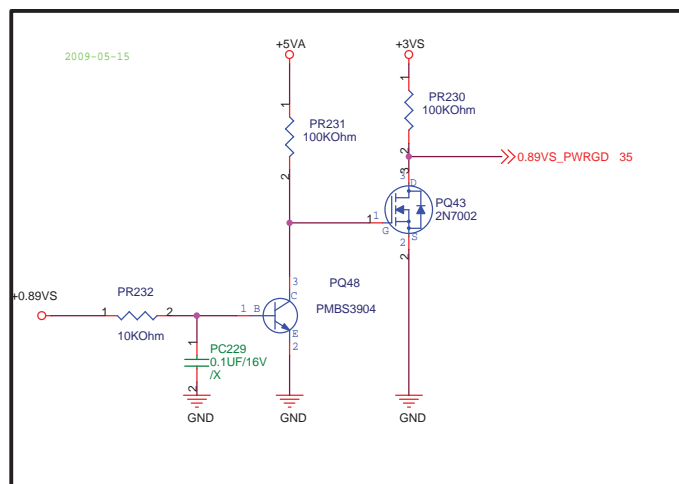 +5VA
+3VS
2009-05-15
1
1
PR230
100KOhm
PR231
100KOhm
2
2
0.89VS_PWRGD 35
3
3 D
PQ43
2N7002
1
1
G
S
2
2
3
PQ48
C
+0.89VS
PR232
PMBS3904
1
2
1 B
10KOhm
E
1
PC229
2
0.1UF/16V
/X
2
GND
GND
GND